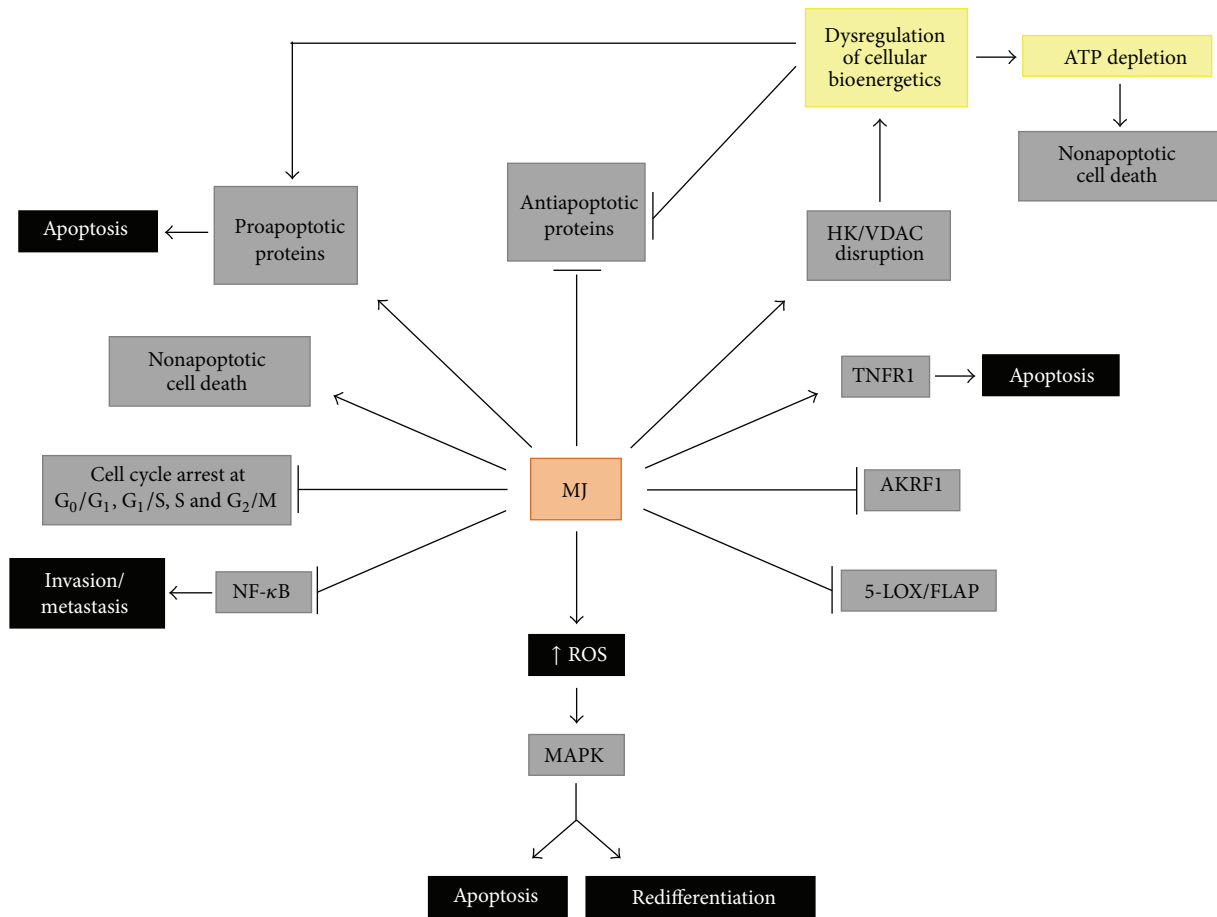 Dysregulation
of cellular
bioenergetics
ATP depletion
Nonapoptotic
cell death
Antiapoptotic
proteins
Proapoptotic
proteins
Apoptosis
HK/VDAC
disruption
Nonapoptotic
cell death
TNFR1
Apoptosis
Cell cycle arrest at
G₀/G₁, G₁/S, S and G₂/M
MJ
AKRF1
Invasion/
metastasis
NF-κB
5-LOX/FLAP
↑ ROS
MAPK
Apoptosis
Redifferentiation